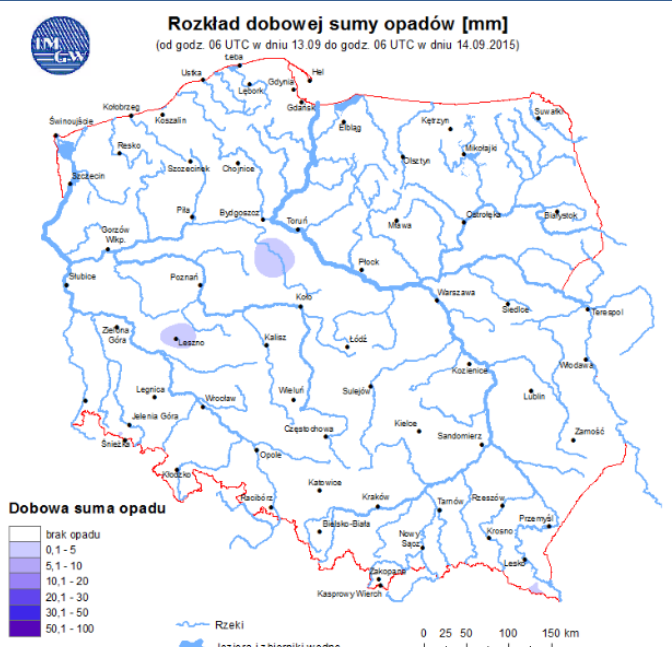 Rozkład dobowej sumy opadów [mm]
(od godz. 06 UTC w dniu 13.09 do godz. 06 UTC w dniu 14.09.2015)
IM
GW
Łeba
Hel
Ustka
Gdynia
Lębork
Gdańsk
Kołobrzeg
Koszalin
Świnoujście
Elbląg
Kętrzyn
Suwałki
Resko
Szczecinek
Chojnice
Olsztyn
Mikołajki
Szczecin
Piła
Bydgoszcz
Toruń
Mława
Ostrołęka
Białystok
Gorzów
Wlkp.
Płock
Słubice
Poznań
Koło
Warszawa
Siedlce
Terespol
Zielona
Góra
Leszno
Kalisz
Łódź
Kozienice
Włodawa
Legnica
Wrocław
Wieluń
Sulejów
Lublin
Jelenia Góra
Częstochowa
Kielce
Sandomierz
Zamość
Śnieżka
Opole
Kłodzko
Katowice
Racibórz
Kraków
Tarnów
Rzeszów
Przemyśl
Bielsko-Biała
Nowy
Sącz
Krosno
Lesko
Zakopane
Kasprowy Wierch
Dobowa suma opadu
brak opadu
0,1 - 5
5,1 - 10
10,1 - 20
20,1 - 30
30,1 - 50
50,1 - 100
Rzeki
Jeziora i zbiorniki wodne
0 25 50 100 150 km